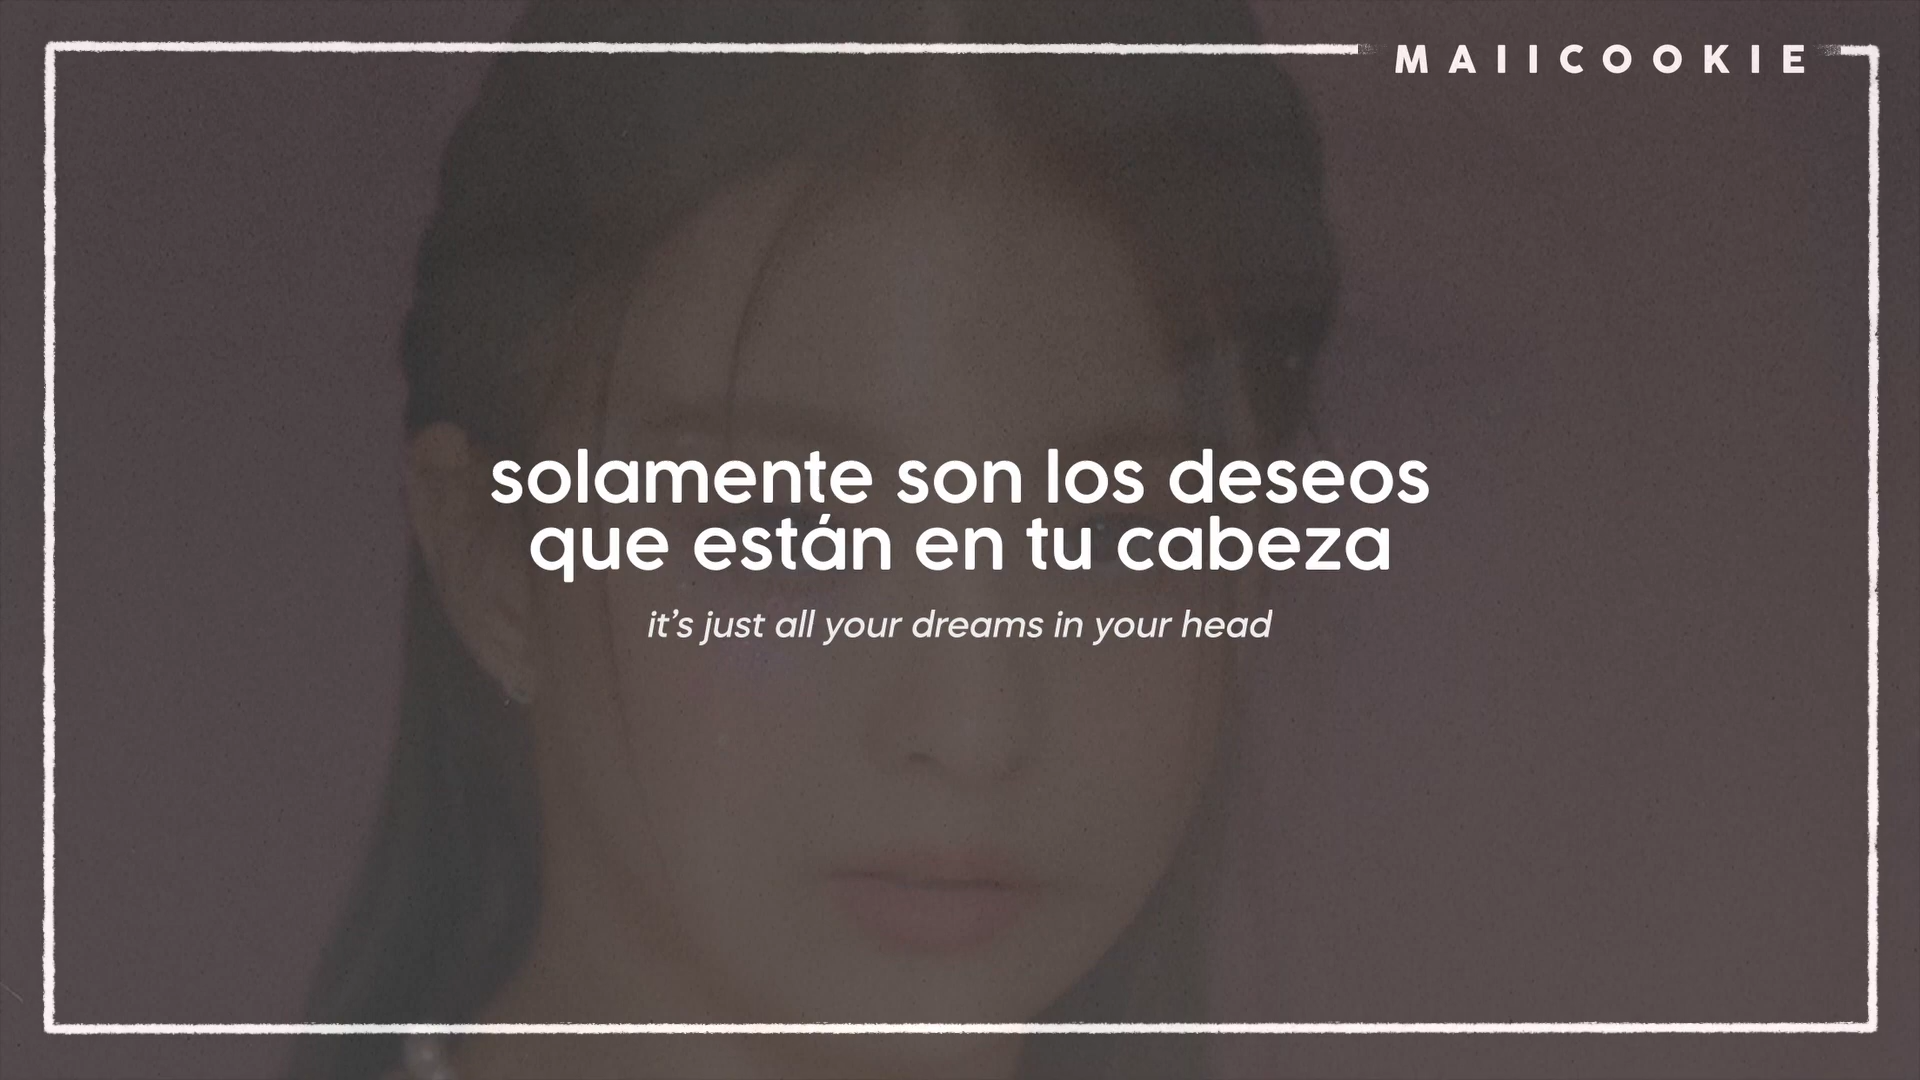 MAIICOOKIE
solamente son los deseos
que están en tu cabeza
it’s just all your dreams in your head